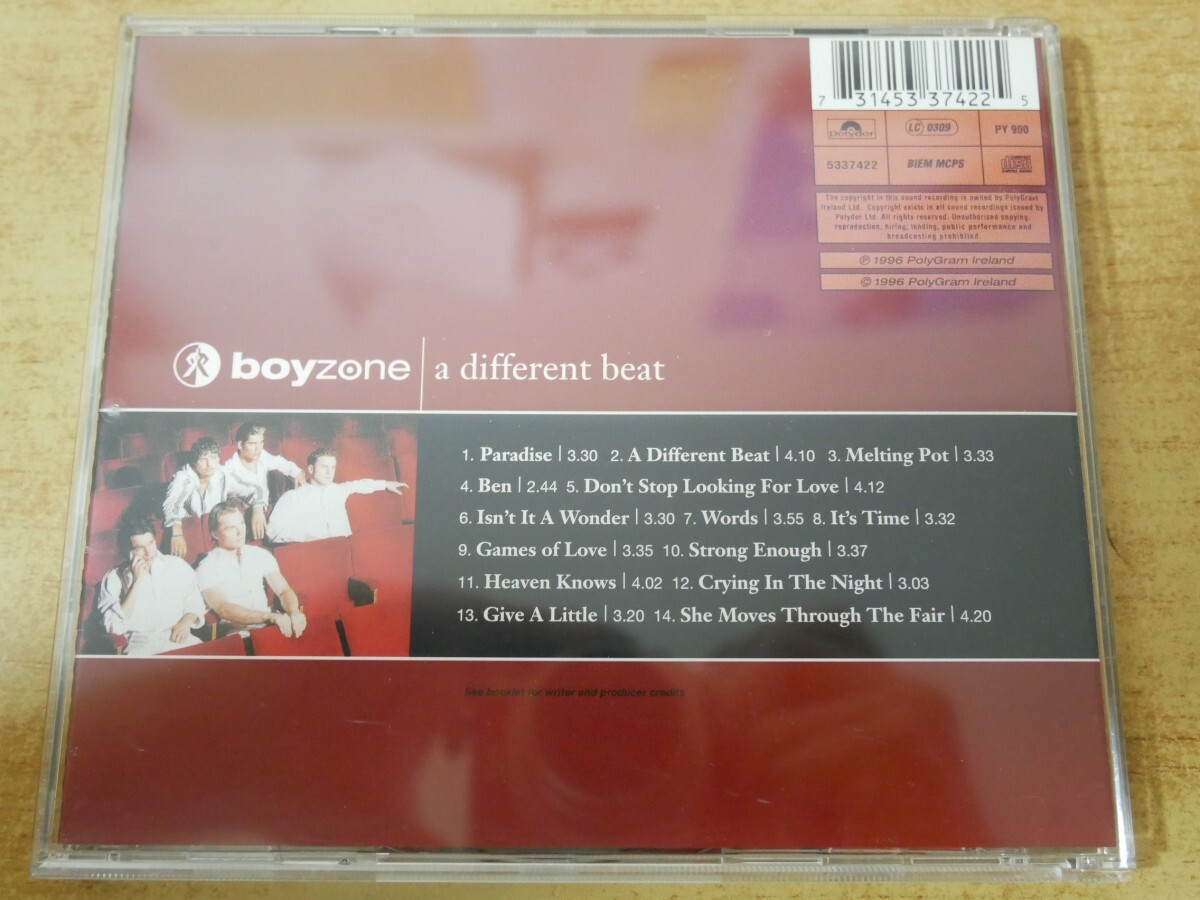 7 31453 37422 5
Polydor
LC 0309
PY 900
5337422
BIEM MCPS
disc
The copyright in this sound recording is owned by PolyGram
Ireland Ltd. Copyright exists in all sound recordings issued by
Polydor Ltd. All rights reserved. Unauthorised copying,
reproduction, hiring, lending, public performance and
broadcasting prohibited.
℗ 1996 PolyGram Ireland
© 1996 PolyGram Ireland
boyzone | a different beat
1. Paradise | 3.30 2. A Different Beat | 4.10 3. Melting Pot | 3.33
4. Ben | 2.44 5. Don't Stop Looking For Love | 4.12
6. Isn't It A Wonder | 3.30 7. Words | 3.55 8. It's Time | 3.32
9. Games of Love | 3.35 10. Strong Enough | 3.37
11. Heaven Knows | 4.02 12. Crying In The Night | 3.03
13. Give A Little | 3.20 14. She Moves Through The Fair | 4.20
See booklet for writer and producer credits